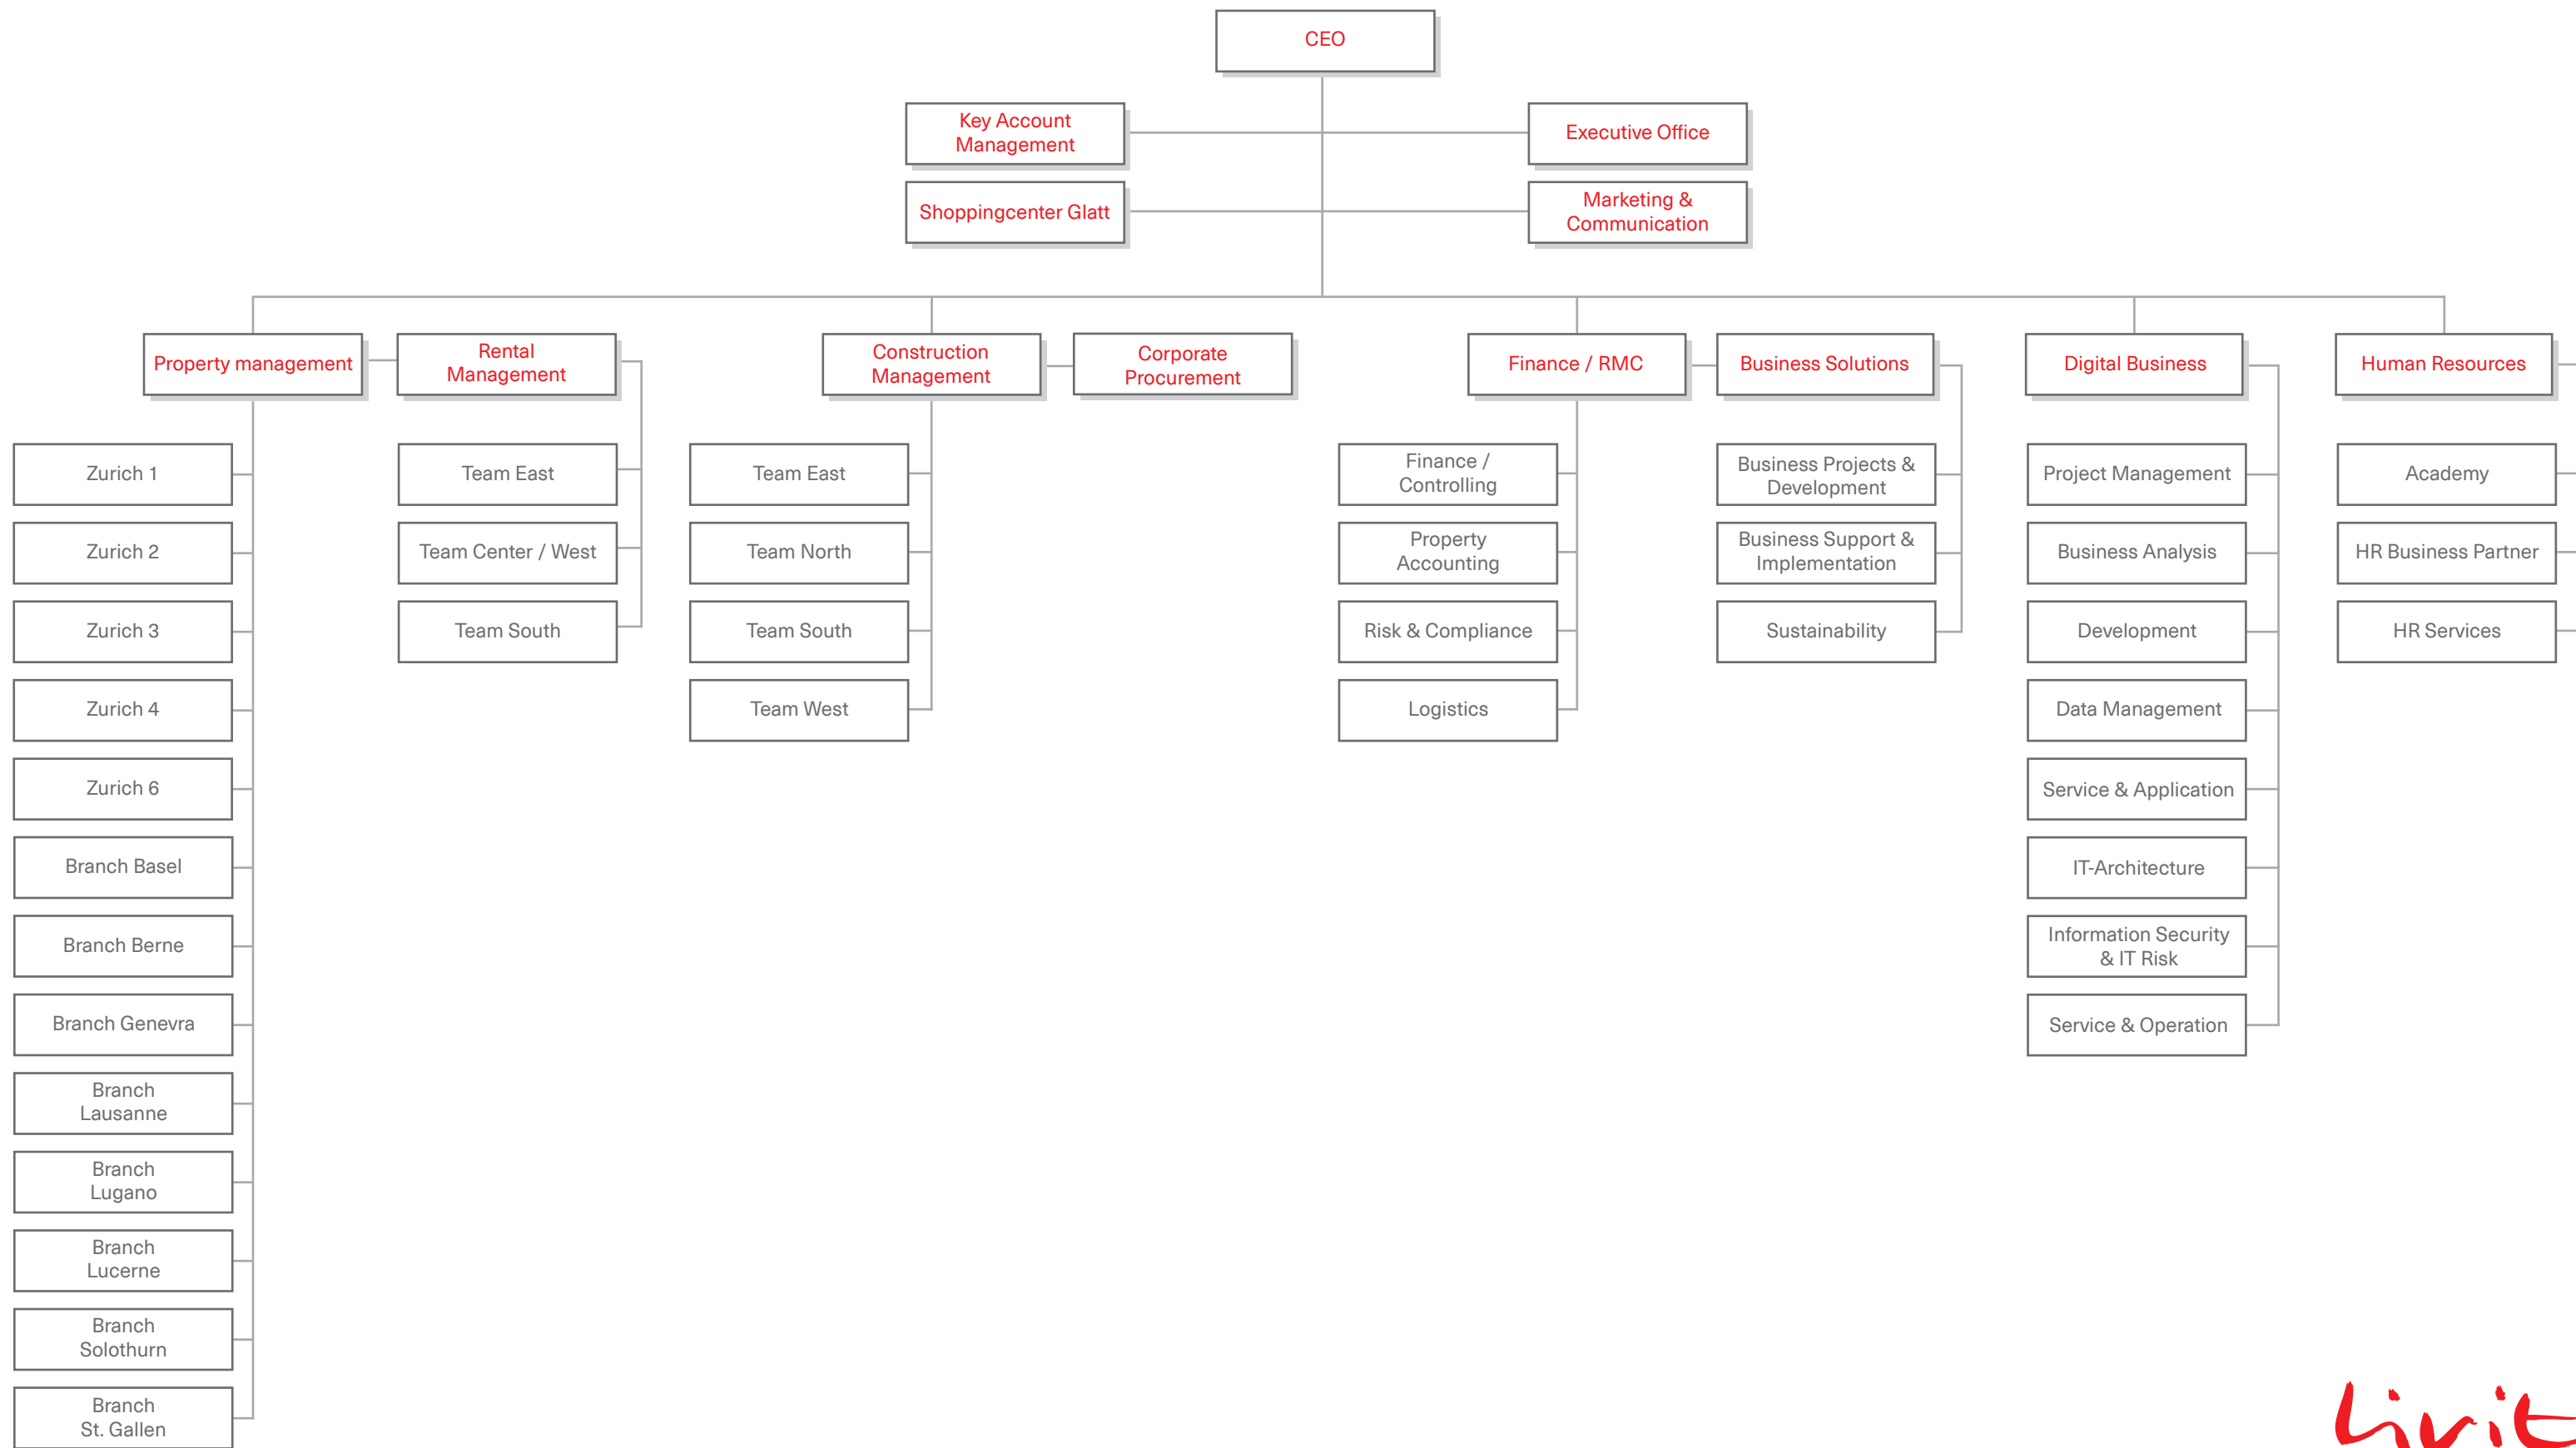 CEO
Key Account
Management
Executive Office
Shoppingcenter Glatt
Marketing &
Communication
Property management
Rental
Management
Construction
Management
Corporate
Procurement
Finance / RMC
Business Solutions
Digital Business
Human Resources
Zurich 1
Zurich 2
Zurich 3
Zurich 4
Zurich 6
Branch Basel
Branch Berne
Branch Genevra
Branch
Lausanne
Branch
Lugano
Branch
Lucerne
Branch
Solothurn
Branch
St. Gallen
Team East
Team Center / West
Team South
Team East
Team North
Team South
Team West
Finance /
Controlling
Property
Accounting
Risk & Compliance
Logistics
Business Projects &
Development
Business Support &
Implementation
Sustainability
Project Management
Business Analysis
Development
Data Management
Service & Application
IT-Architecture
Information Security
& IT Risk
Service & Operation
Academy
HR Business Partner
HR Services
livit